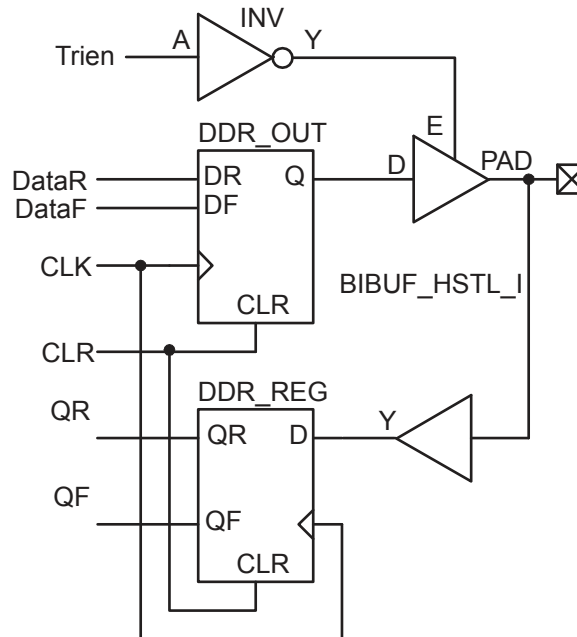 INV
Trien
A
Y
DDR_OUT
E
DataR
DR
Q
D
PAD
DataF
DF
CLK
BIBUF_HSTL_I
CLR
CLR
DDR_REG
QR
QR
D
Y
QF
QF
CLR